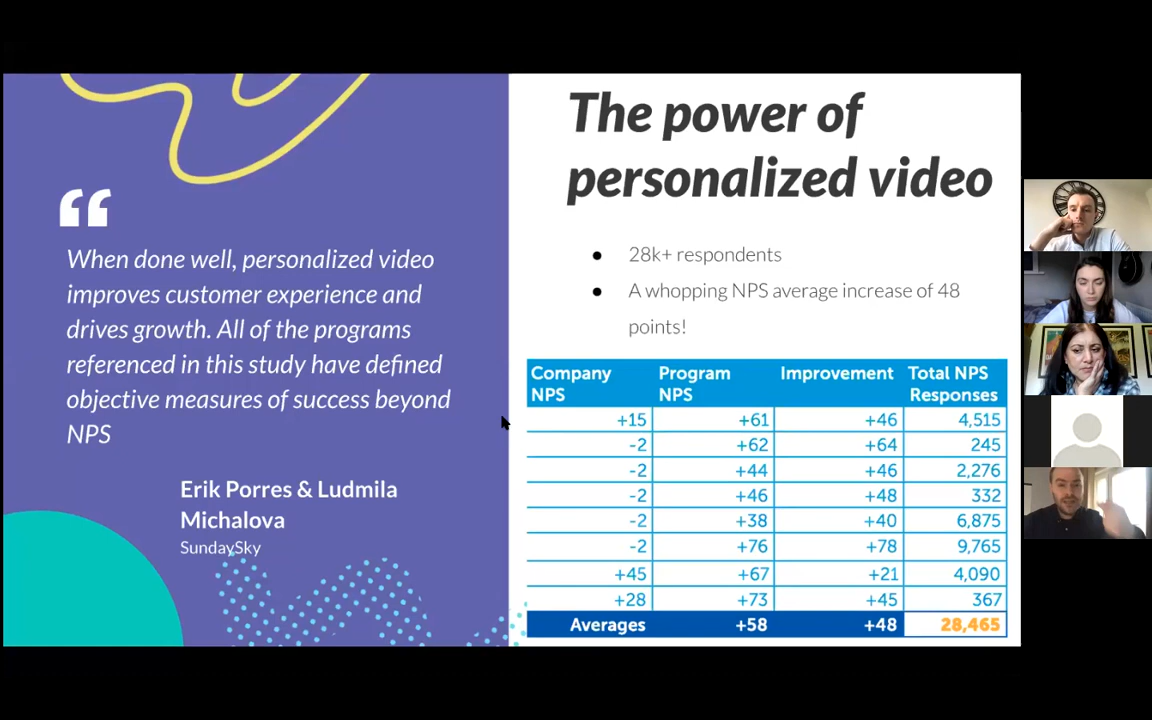 “
When done well, personalized video
improves customer experience and
drives growth. All of the programs
referenced in this study have defined
objective measures of success beyond
NPS
Erik Porres & Ludmila
Michalova
SundaySky
The power of
personalized video
● 28k+ respondents
● A whopping NPS average increase of 48
points!
Company NPS Program NPS Improvement Total NPS Responses
+15 +61 +46 4,515
-2 +62 +64 245
-2 +44 +46 2,276
-2 +46 +48 332
-2 +38 +40 6,875
-2 +76 +78 9,765
+45 +67 +21 4,090
+28 +73 +45 367
Averages +58 +48 28,465